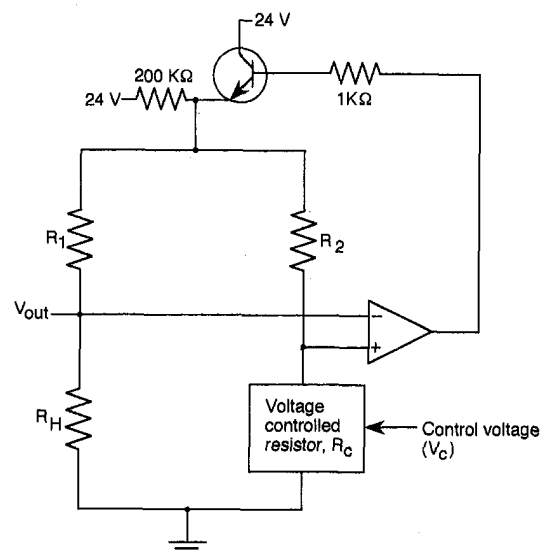 24 V
200 KΩ
24 V
1KΩ
R1
R2
Vout
RH
Voltage
controlled
resistor, Rc
Control voltage
(Vc)